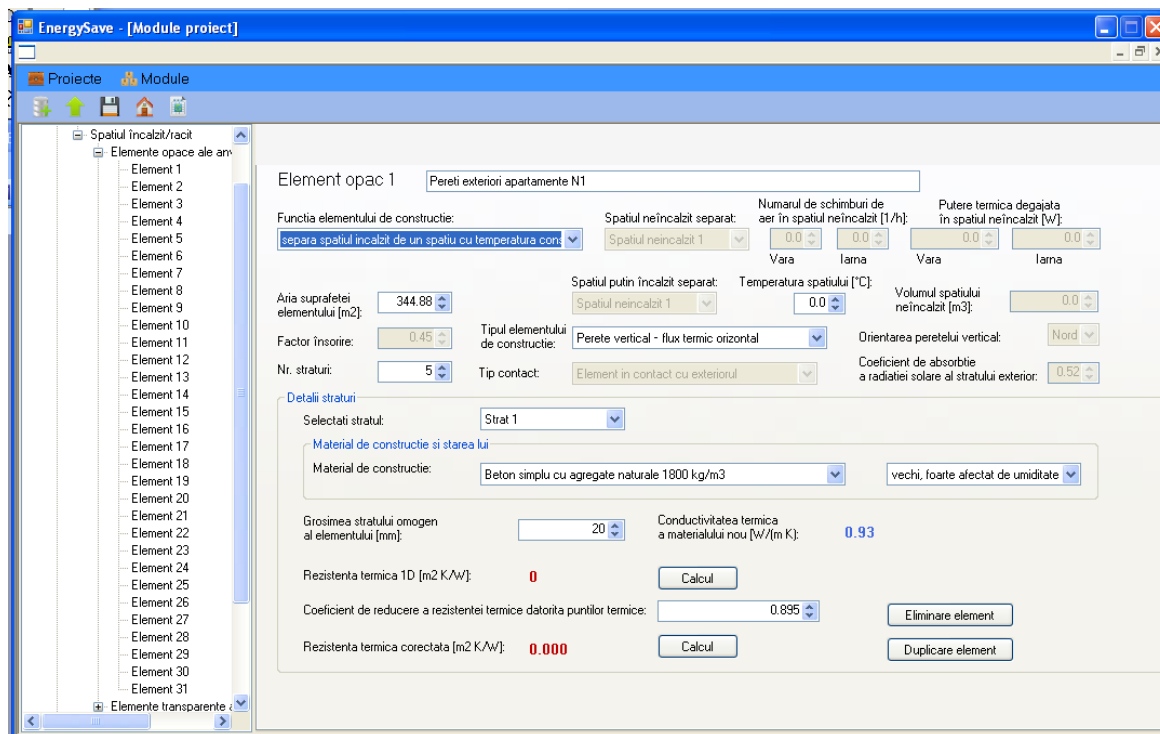 EnergySave - [Module proiect]
Proiecte Module
Spatiul încalzit/racit
Elemente opace ale anv
Element 1
Element 2
Element 3
Element 4
Element 5
Element 6
Element 7
Element 8
Element 9
Element 10
Element 11
Element 12
Element 13
Element 14
Element 15
Element 16
Element 17
Element 18
Element 19
Element 20
Element 21
Element 22
Element 23
Element 24
Element 25
Element 26
Element 27
Element 28
Element 29
Element 30
Element 31
Elemente transparente a
Element opac 1 Pereti exteriori apartamente N1
Functia elementului de constructie:
separa spatiul incalzit de un spatiu cu temperatura cons
Spatiul neîncalzit separat:
Spatiul neincalzit 1
Numarul de schimburi de
aer în spatiul neîncalzit [1/h]:
0.0 0.0
Vara Iarna
Putere termica degajata
în spatiul neîncalzit [W]:
0.0 0.0
Vara Iarna
Aria suprafetei
elementului [m2]:
344.88
Spatiul putin încalzit separat:
Spatiul neincalzit 1
Temperatura spatiului [°C]:
0.0
Volumul spatiului
neîncalzit [m3]:
0.0
Factor însorire: 0.45
Tipul elementului
de constructie:
Perete vertical - flux termic orizontal
Orientarea peretelui vertical: Nord
Nr. straturi: 5
Tip contact: Element in contact cu exteriorul
Coeficient de absorbtie
a radiatiei solare al stratului exterior:
0.52
Detalii straturi
Selectati stratul: Strat 1
Material de constructie si starea lui
Material de constructie: Beton simplu cu agregate naturale 1800 kg/m3 vechi, foarte afectat de umiditate
Grosimea stratului omogen
al elementului [mm]:
20
Conductivitatea termica
a materialului nou [W/(m K):
0.93
Rezistenta termica 1D [m2 K/W]: 0 Calcul
Coeficient de reducere a rezistentei termice datorita puntilor termice: 0.895 Eliminare element
Rezistenta termica corectata [m2 K/W]: 0.000 Calcul Duplicare element